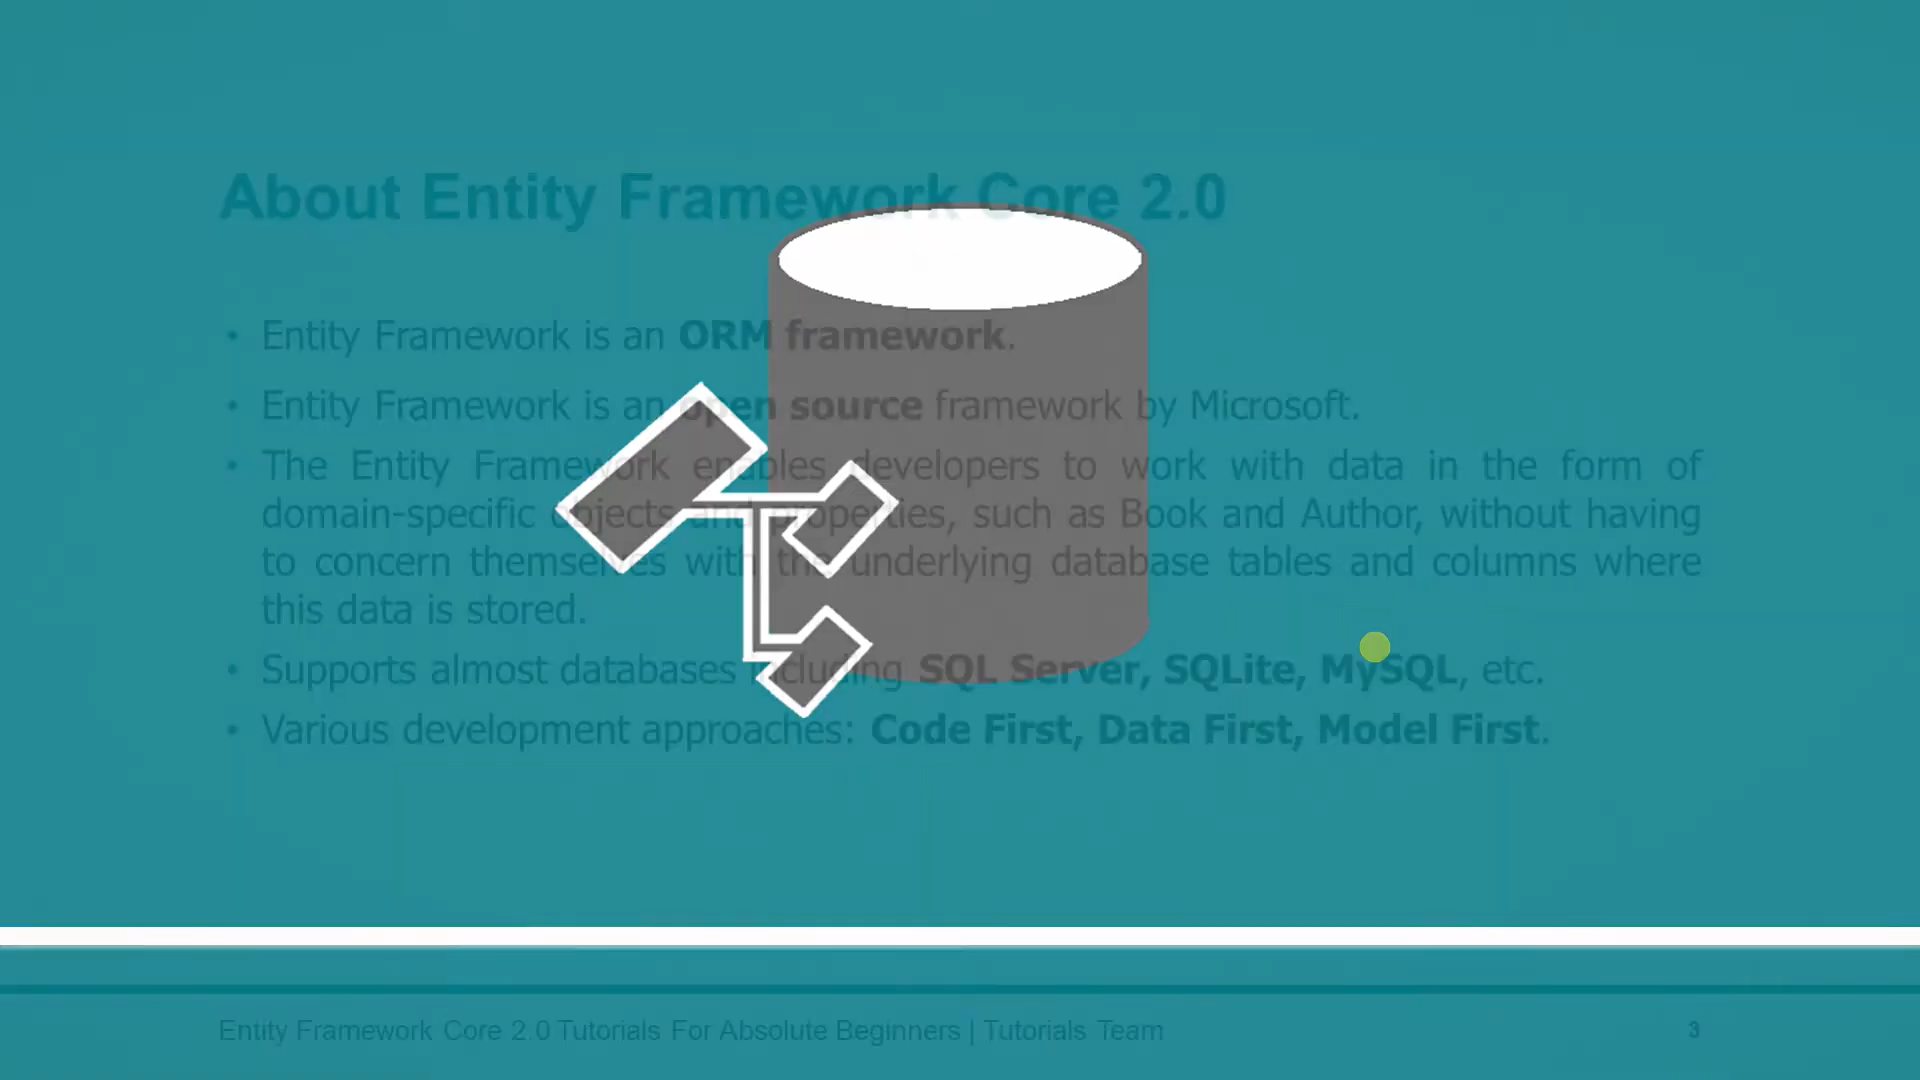 About Entity Framework Core 2.0
• Entity Framework is an ORM framework.
• Entity Framework is an open source framework by Microsoft.
• The Entity Framework enables developers to work with data in the form of
domain-specific objects and properties, such as Book and Author, without having
to concern themselves with the underlying database tables and columns where
this data is stored.
• Supports almost databases including SQL Server, SQLite, MySQL, etc.
• Various development approaches: Code First, Data First, Model First.
Entity Framework Core 2.0 Tutorials For Absolute Beginners | Tutorials Team
3